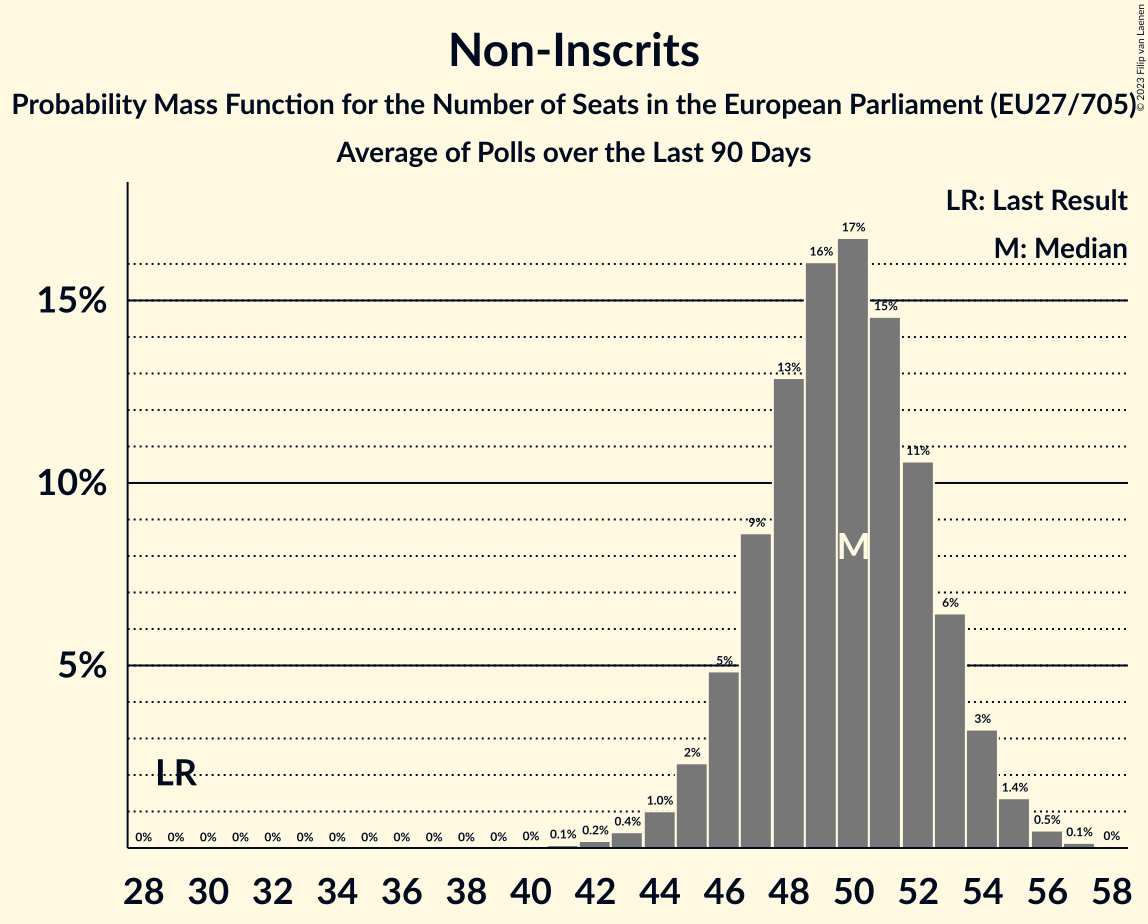 Non-Inscrits
Probability Mass Function for the Number of Seats in the European Parliament (EU27/705)
Average of Polls over the Last 90 Days
© 2023 Filip van Laenen
LR: Last Result
M: Median
15%
10%
5%
0% 0% 0% 0% 0% 0% 0% 0% 0% 0% 0% 0% 0% 0.1% 0.2% 0.4% 1.0% 2% 5% 9% 13% 16% 17% 15% 11% 6% 3% 1.4% 0.5% 0.1% 0%
LR
M
28 30 32 34 36 38 40 42 44 46 48 50 52 54 56 58